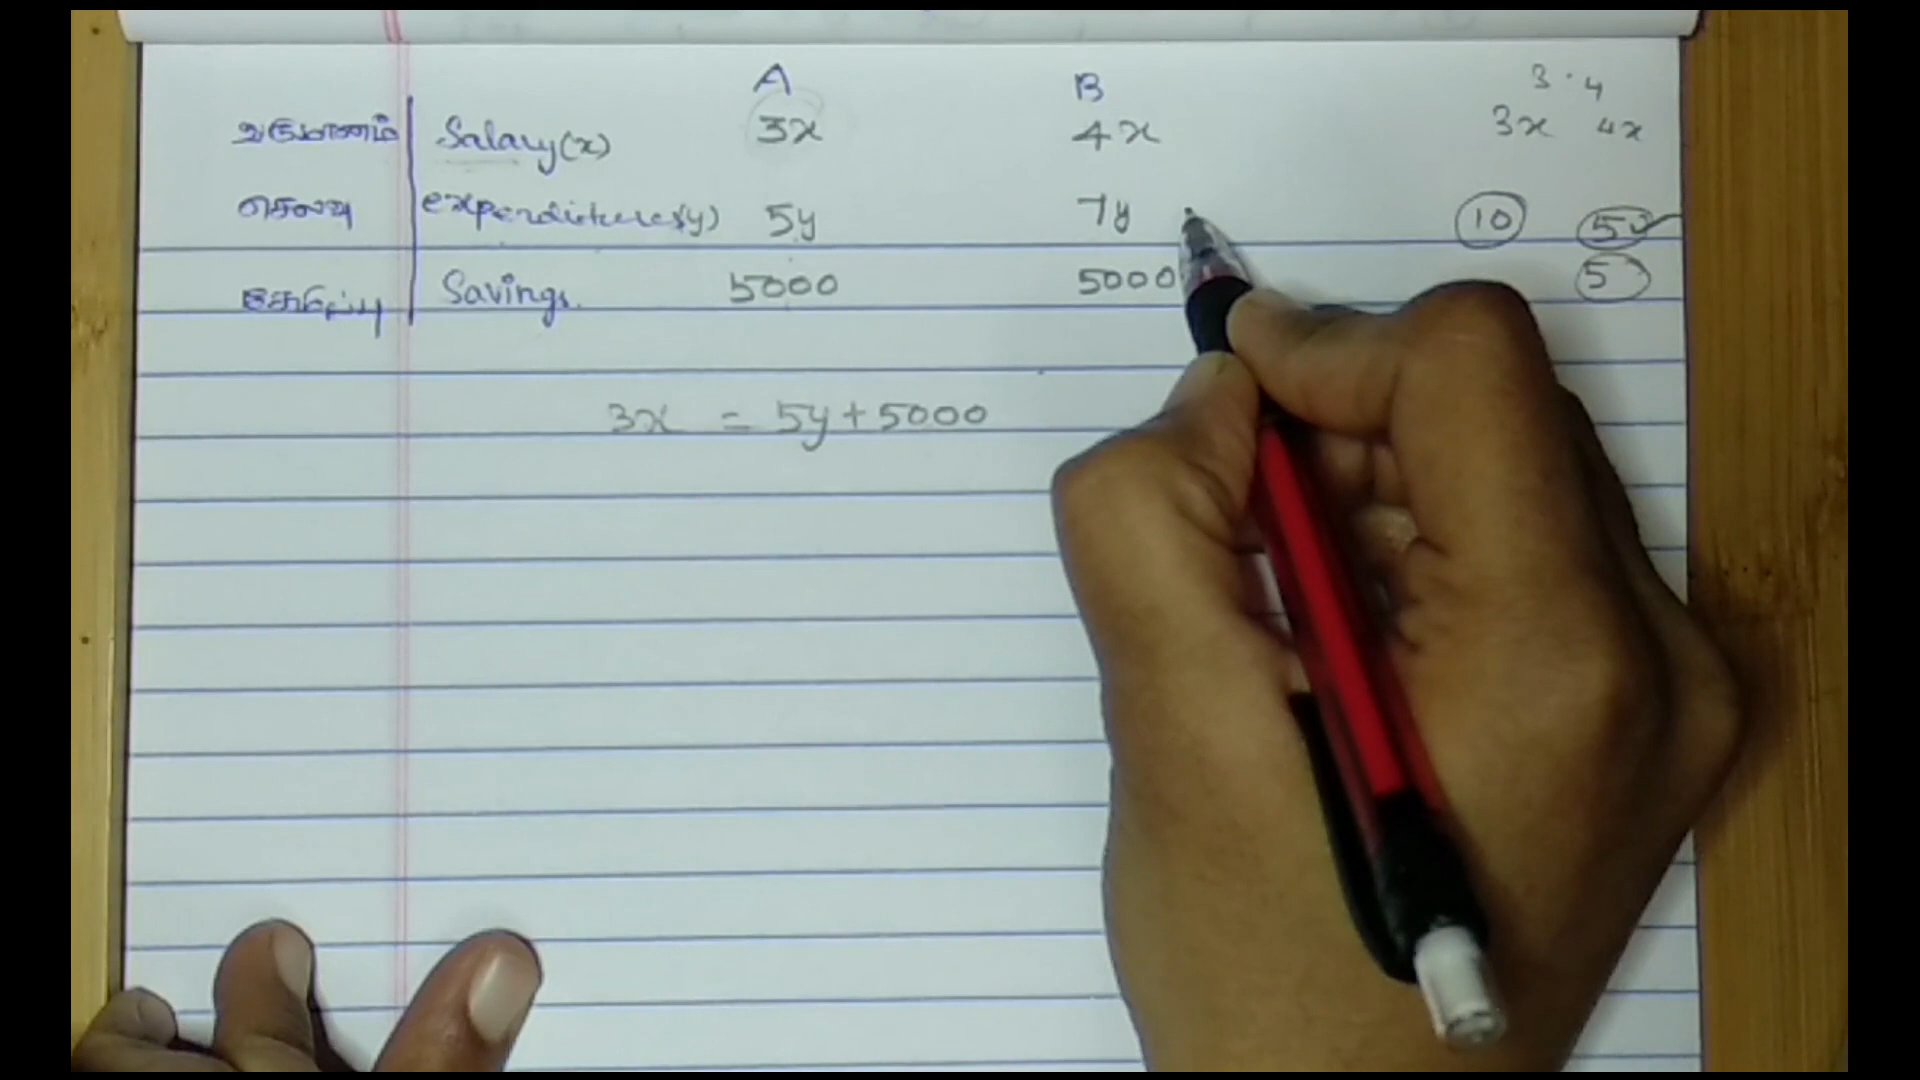 A B 3 : 4
வருமானம் Salary(x) 3x 4x 3x 4x
செலவு expenditures(y) 5y 7y 10 5
சேமிப்பு Savings. 5000 5000 5
3x = 5y + 5000